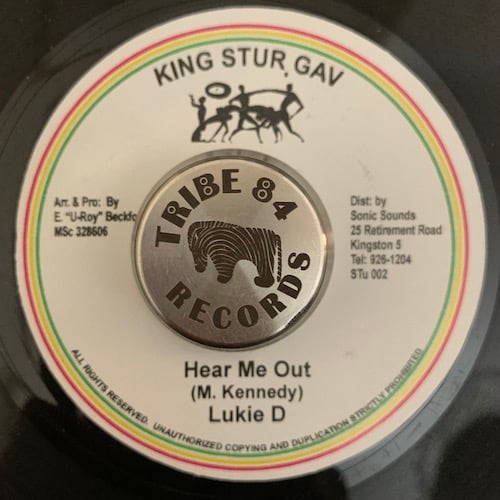 KING STUR, GAV
Arr. & Pro: By
E. "U-Roy" Beckfo
MSc 328606
TRIBE 84
RECORDS
Dist: by
Sonic Sounds
25 Retirement Road
Kingston 5
Tel: 926-1204
STu 002
Hear Me Out
(M. Kennedy)
Lukie D
ALL RIGHTS RESERVED. UNAUTHORIZED COPYING AND DUPLICATION STRICTLY PROHIBITED